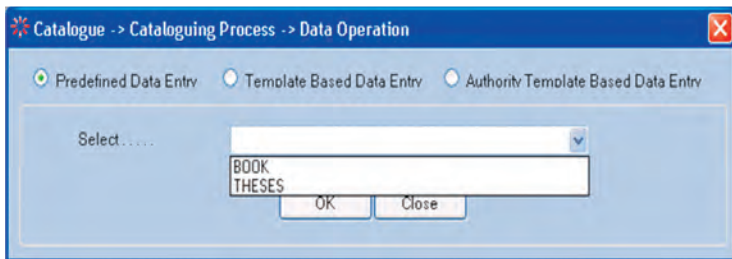 Catalogue -> Cataloguing Process -> Data Operation
Predefined Data Entry Template Based Data Entry Authority Template Based Data Entry
Select.....
BOOK
THESES
OK Close